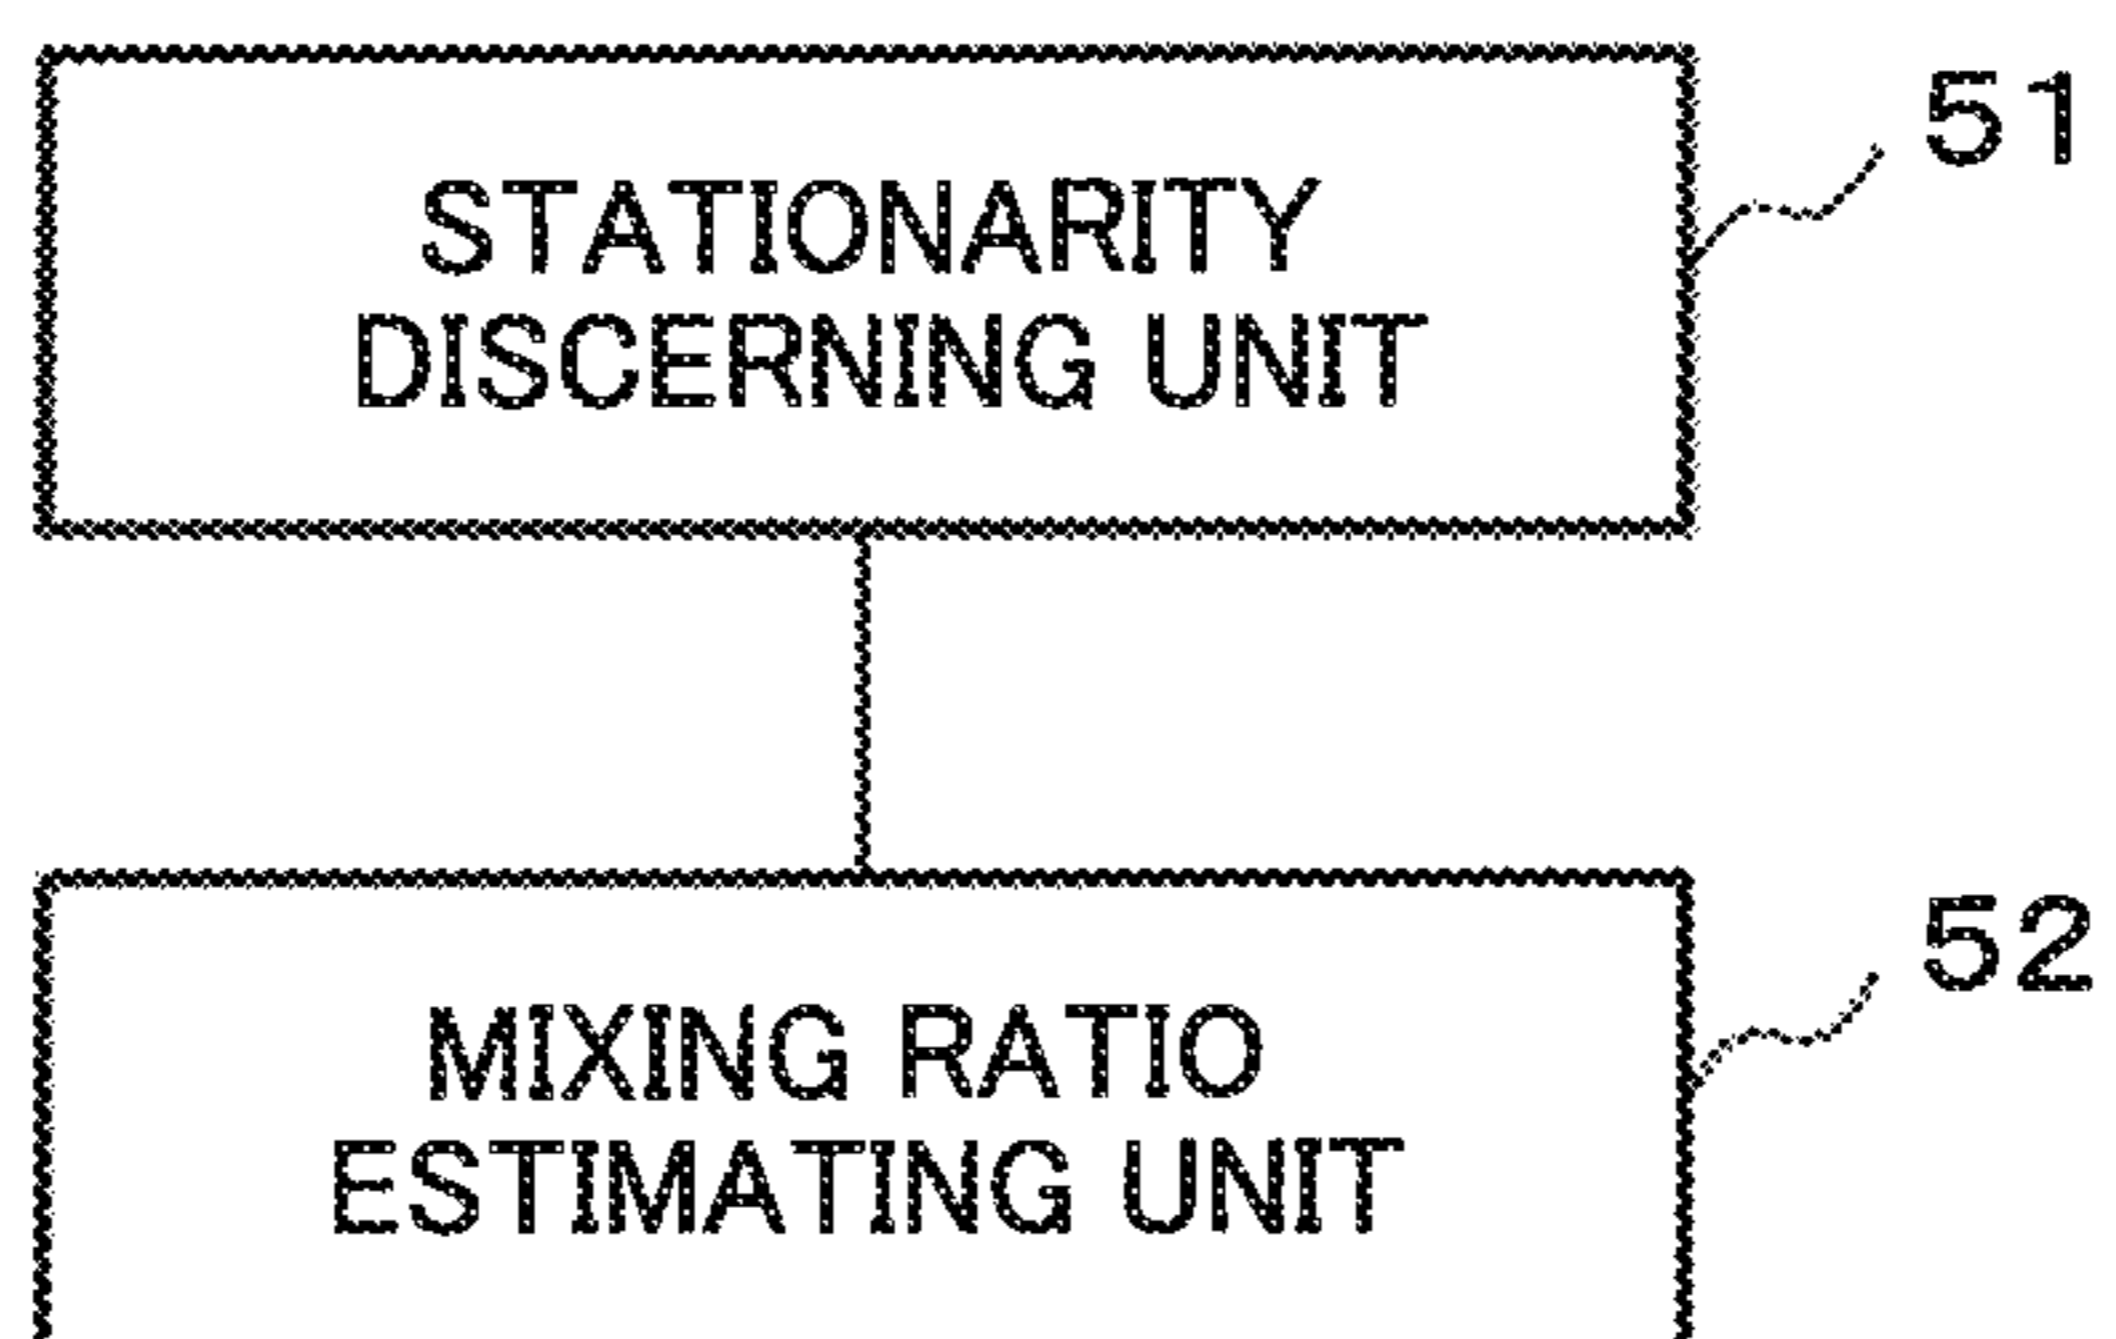 51
STATIONARITY
DISCERNING UNIT
52
MIXING RATIO
ESTIMATING UNIT